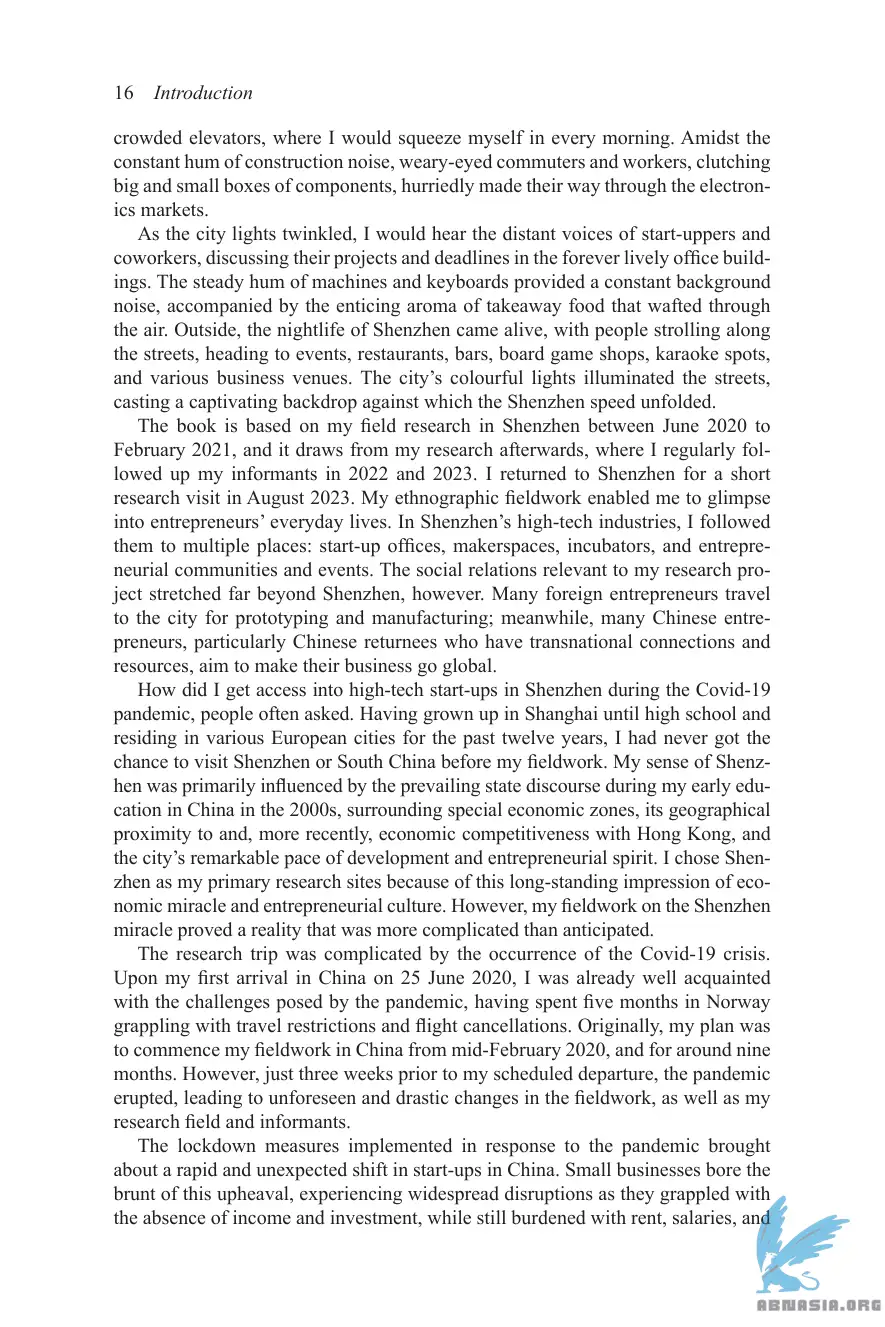 16 Introduction
crowded elevators, where I would squeeze myself in every morning. Amidst the
constant hum of construction noise, weary-eyed commuters and workers, clutching
big and small boxes of components, hurriedly made their way through the electron-
ics markets.
As the city lights twinkled, I would hear the distant voices of start-uppers and
coworkers, discussing their projects and deadlines in the forever lively office build-
ings. The steady hum of machines and keyboards provided a constant background
noise, accompanied by the enticing aroma of takeaway food that wafted through
the air. Outside, the nightlife of Shenzhen came alive, with people strolling along
the streets, heading to events, restaurants, bars, board game shops, karaoke spots,
and various business venues. The city’s colourful lights illuminated the streets,
casting a captivating backdrop against which the Shenzhen speed unfolded.
The book is based on my field research in Shenzhen between June 2020 to
February 2021, and it draws from my research afterwards, where I regularly fol-
lowed up my informants in 2022 and 2023. I returned to Shenzhen for a short
research visit in August 2023. My ethnographic fieldwork enabled me to glimpse
into entrepreneurs’ everyday lives. In Shenzhen’s high-tech industries, I followed
them to multiple places: start-up offices, makerspaces, incubators, and entrepre-
neurial communities and events. The social relations relevant to my research pro-
ject stretched far beyond Shenzhen, however. Many foreign entrepreneurs travel
to the city for prototyping and manufacturing; meanwhile, many Chinese entre-
preneurs, particularly Chinese returnees who have transnational connections and
resources, aim to make their business go global.
How did I get access into high-tech start-ups in Shenzhen during the Covid-19
pandemic, people often asked. Having grown up in Shanghai until high school and
residing in various European cities for the past twelve years, I had never got the
chance to visit Shenzhen or South China before my fieldwork. My sense of Shenz-
hen was primarily influenced by the prevailing state discourse during my early edu-
cation in China in the 2000s, surrounding special economic zones, its geographical
proximity to and, more recently, economic competitiveness with Hong Kong, and
the city’s remarkable pace of development and entrepreneurial spirit. I chose Shen-
zhen as my primary research sites because of this long-standing impression of eco-
nomic miracle and entrepreneurial culture. However, my fieldwork on the Shenzhen
miracle proved a reality that was more complicated than anticipated.
The research trip was complicated by the occurrence of the Covid-19 crisis.
Upon my first arrival in China on 25 June 2020, I was already well acquainted
with the challenges posed by the pandemic, having spent five months in Norway
grappling with travel restrictions and flight cancellations. Originally, my plan was
to commence my fieldwork in China from mid-February 2020, and for around nine
months. However, just three weeks prior to my scheduled departure, the pandemic
erupted, leading to unforeseen and drastic changes in the fieldwork, as well as my
research field and informants.
The lockdown measures implemented in response to the pandemic brought
about a rapid and unexpected shift in start-ups in China. Small businesses bore the
brunt of this upheaval, experiencing widespread disruptions as they grappled with
the absence of income and investment, while still burdened with rent, salaries, and
ABNASIA.ORG